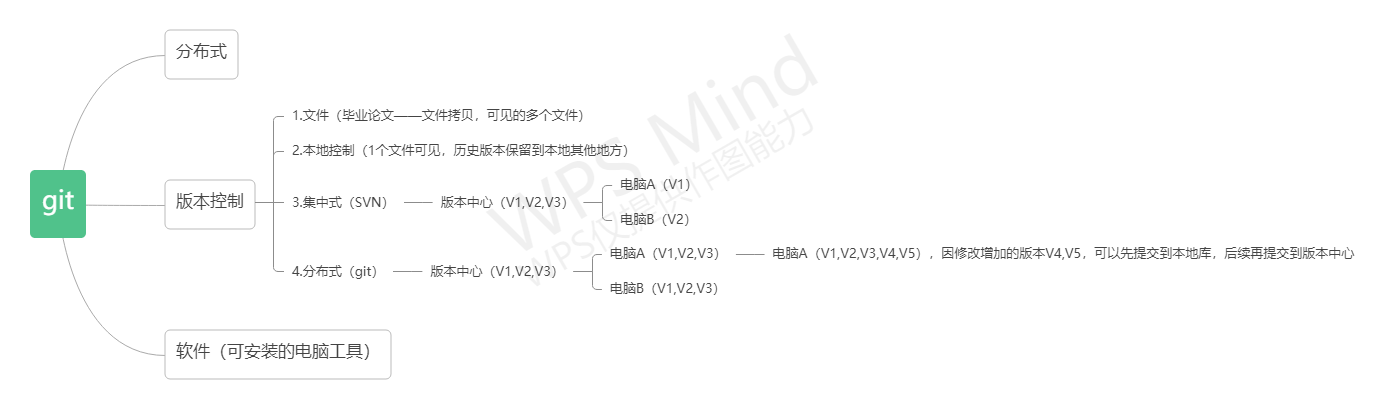 git
分布式
版本控制
1.文件（毕业论文——文件拷贝，可见的多个文件）
2.本地控制（1个文件可见，历史版本保留到本地其他地方）
3.集中式（SVN）
版本中心（V1,V2,V3）
电脑A（V1）
电脑B（V2）
4.分布式（git）
版本中心（V1,V2,V3）
电脑A（V1,V2,V3）
电脑A（V1,V2,V3,V4,V5），因修改增加的版本V4,V5，可以先提交到本地库，后续再提交到版本中心
电脑B（V1,V2,V3）
软件（可安装的电脑工具）
WPS Mind
WPS仅提供作图能力